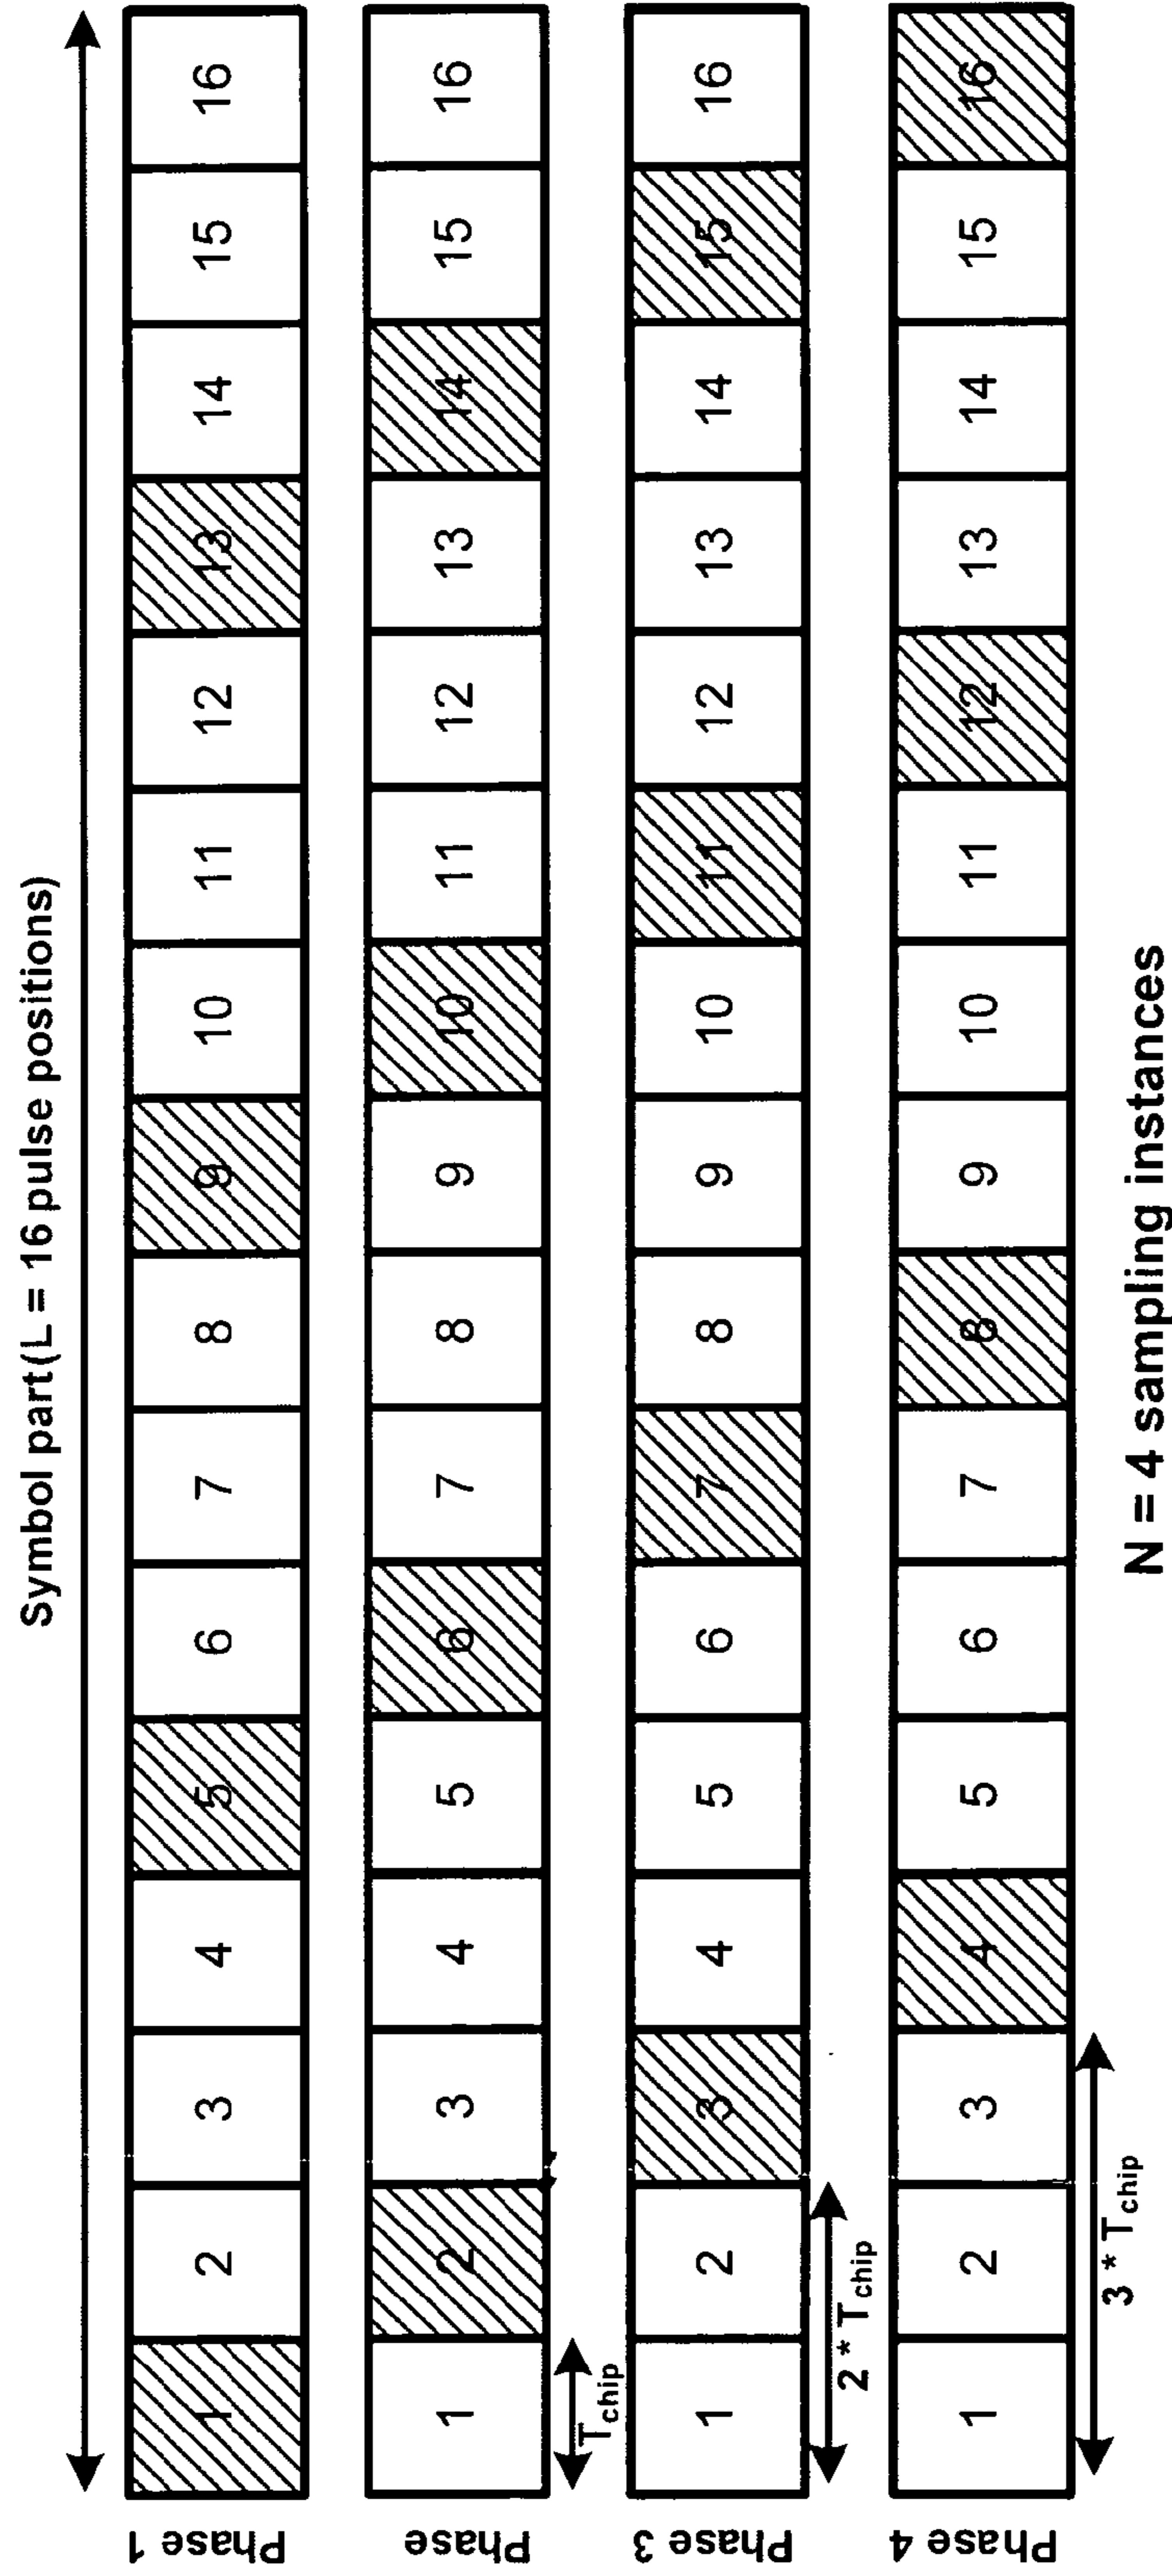 Symbol part(L = 16 pulse positions)
Phase 1
1 2 3 4 5 6 7 8 9 10 11 12 13 14 15 16
Phase
1 2 3 4 5 6 7 8 9 10 11 12 13 14 15 16
Tchip
Phase 3
1 2 3 4 5 6 7 8 9 10 11 12 13 14 15 16
2 * Tchip
Phase 4
1 2 3 4 5 6 7 8 9 10 11 12 13 14 15 16
3 * Tchip
N = 4 sampling instances